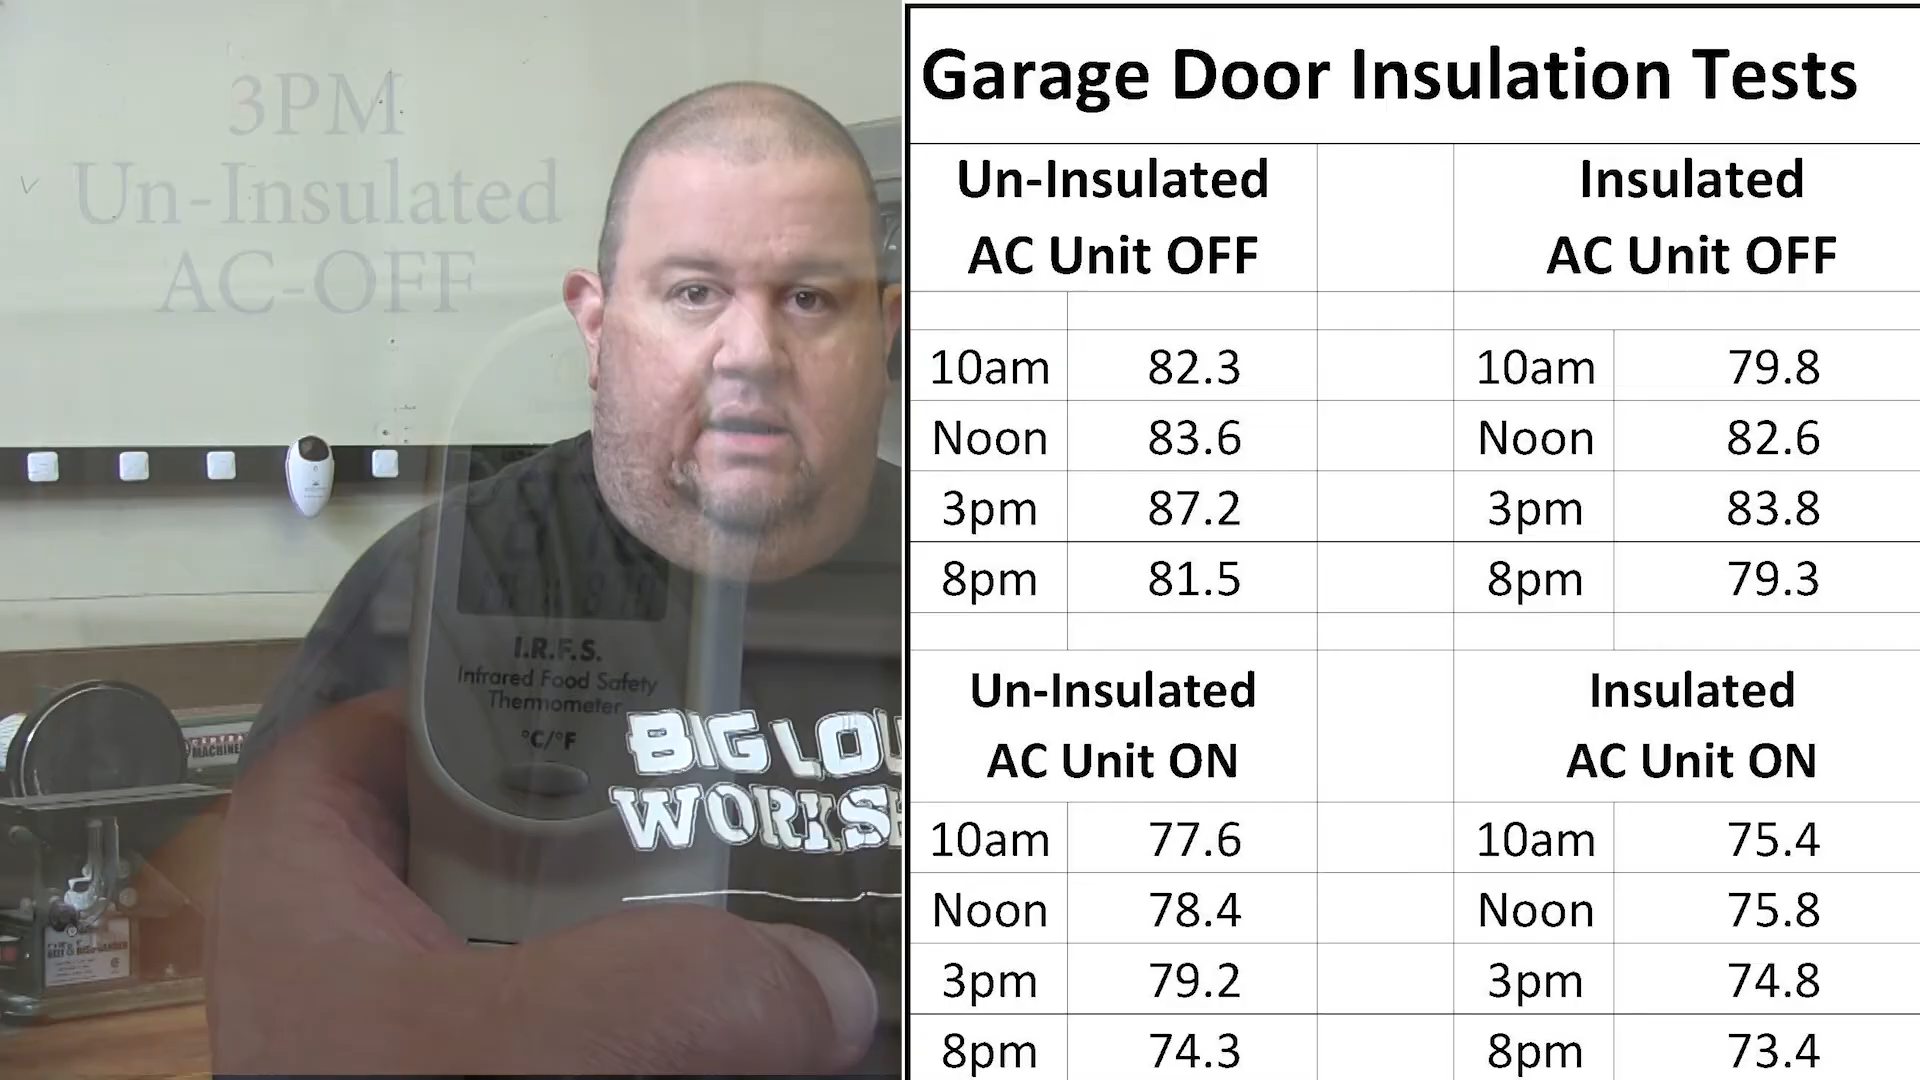 3PM
Un-Insulated
AC-OFF
I.R.F.S.
Infrared Food Safety
Thermometer
°C/°F
BIG LOU
WORKS
CENTRAL
MACHINE
Garage Door Insulation Tests
Un-Insulated Insulated
AC Unit OFF AC Unit OFF
10am 82.3 10am 79.8
Noon 83.6 Noon 82.6
3pm 87.2 3pm 83.8
8pm 81.5 8pm 79.3
Un-Insulated Insulated
AC Unit ON AC Unit ON
10am 77.6 10am 75.4
Noon 78.4 Noon 75.8
3pm 79.2 3pm 74.8
8pm 74.3 8pm 73.4